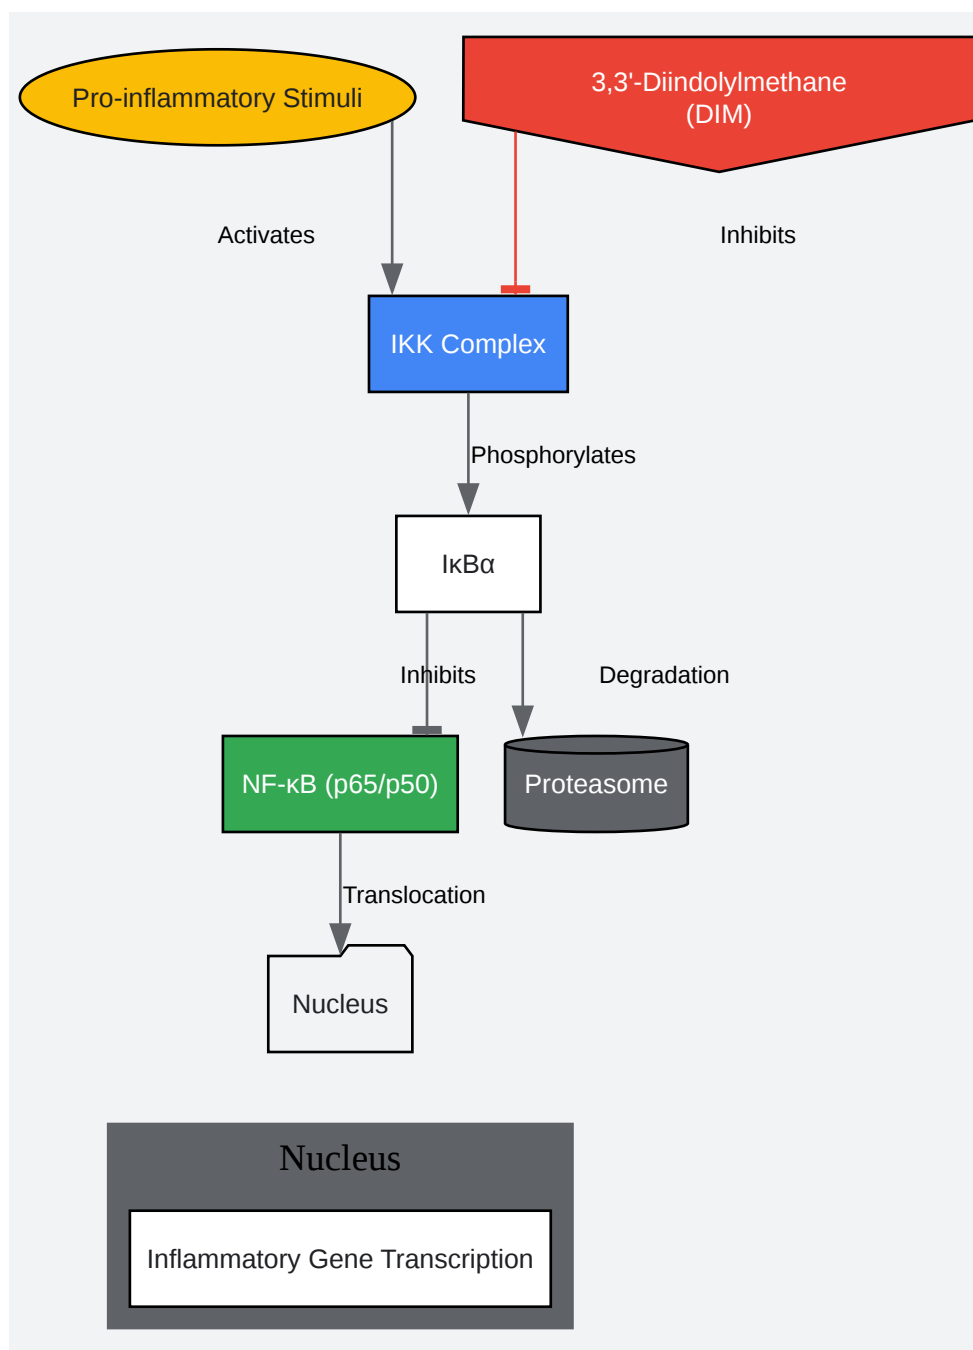 Pro-inflammatory Stimuli
3,3'-Diindolylmethane
(DIM)
Activates
Inhibits
IKK Complex
Phosphorylates
IκBα
Inhibits
Degradation
NF-κB (p65/p50)
Proteasome
Translocation
Nucleus
Nucleus
Inflammatory Gene Transcription